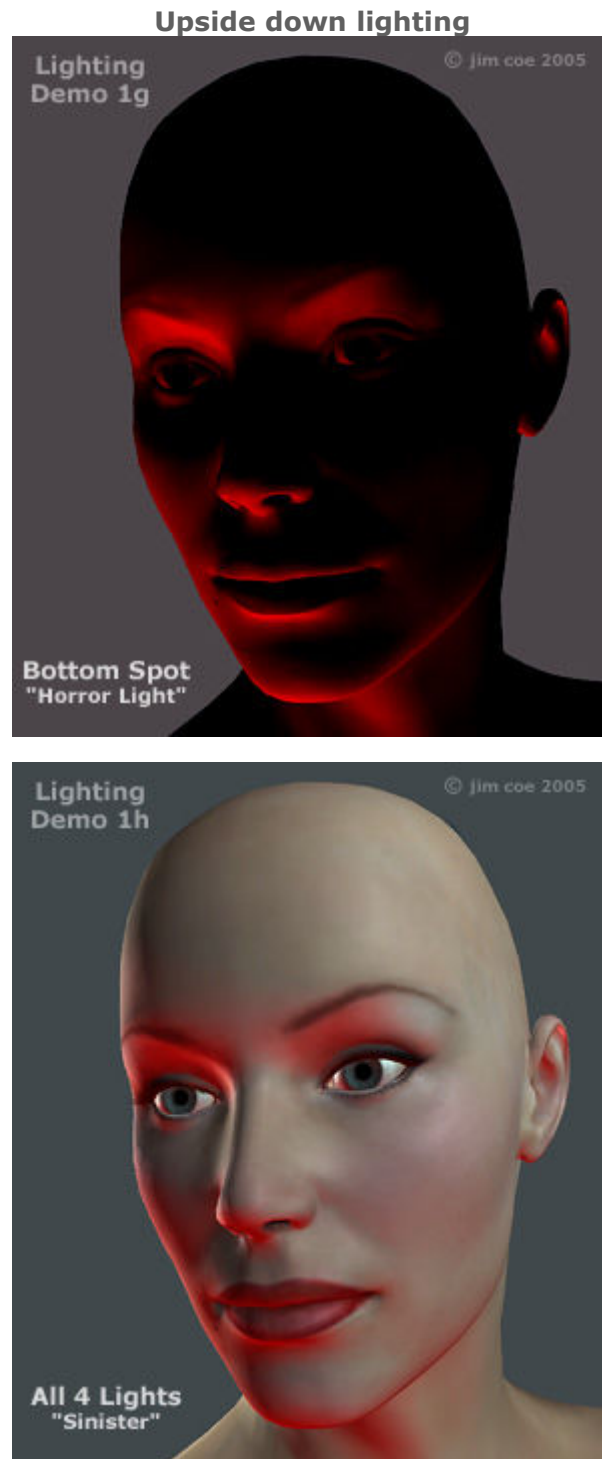 Upside down lighting
Lighting
Demo 1g
© jim coe 2005
Bottom Spot
"Horror Light"
Lighting
Demo 1h
© jim coe 2005
All 4 Lights
"Sinister"